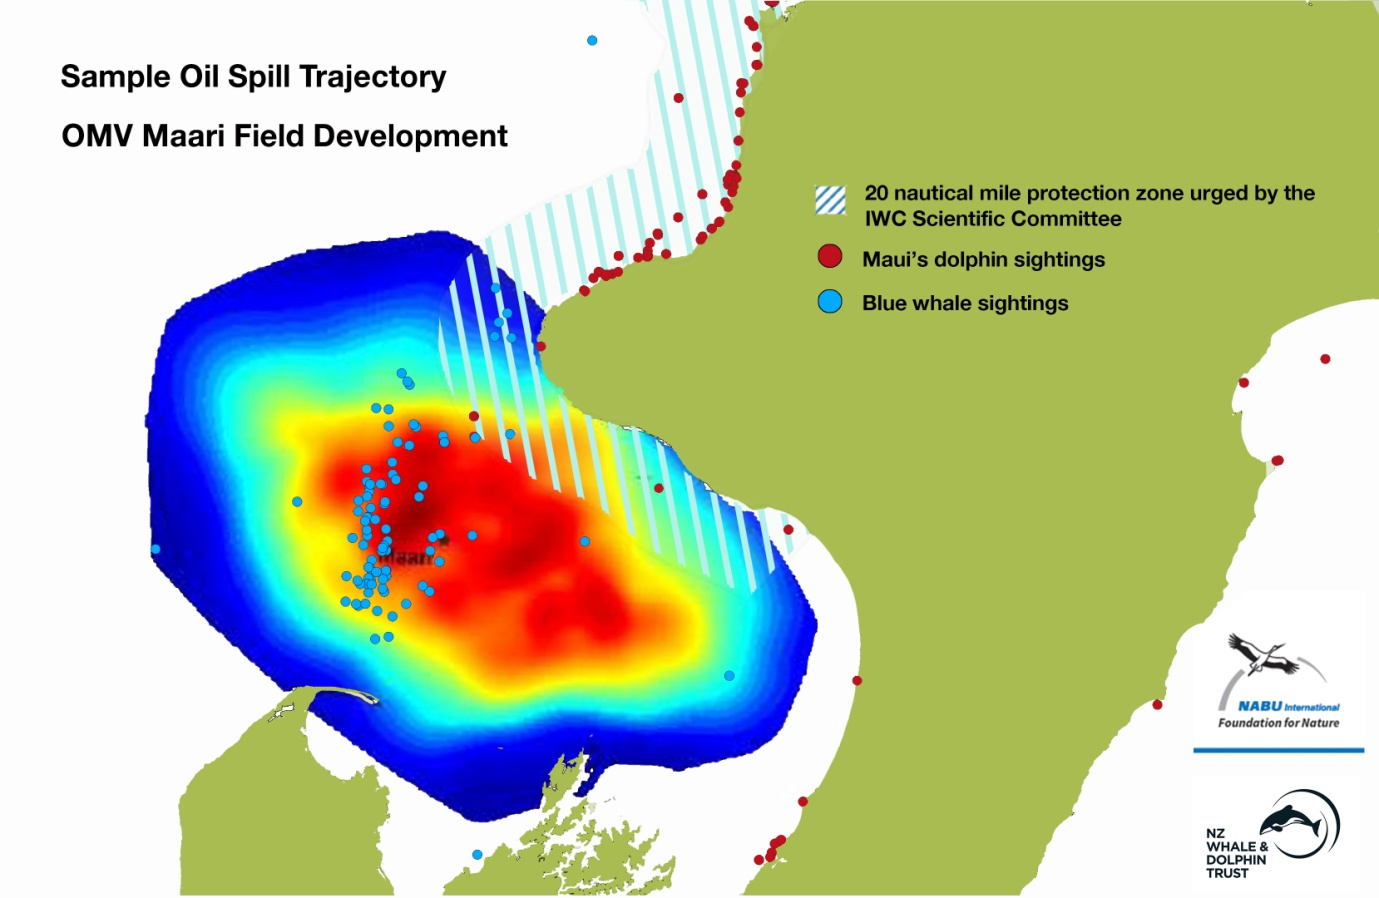 Sample Oil Spill Trajectory
OMV Maari Field Development
20 nautical mile protection zone urged by the
IWC Scientific Committee
Maui's dolphin sightings
Blue whale sightings
Maari
NABU International
Foundation for Nature
NZ
WHALE &
DOLPHIN
TRUST